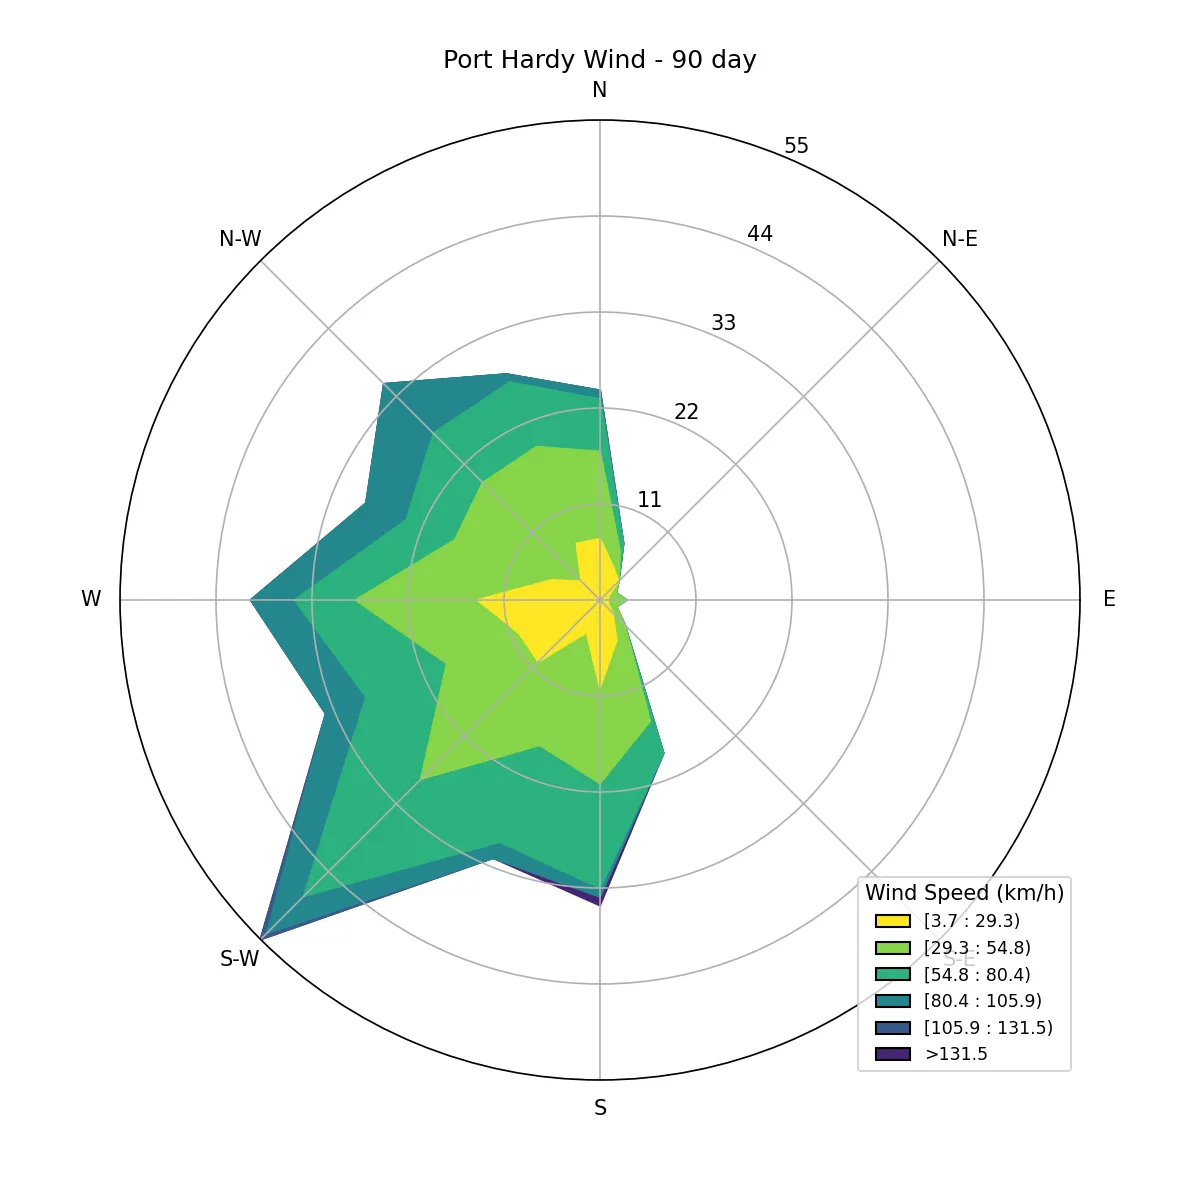 Port Hardy Wind - 90 day
N
55
N-W
44
N-E
33
22
11
W
E
S-W
S-E
S
Wind Speed (km/h)
[3.7 : 29.3)
[29.3 : 54.8)
[54.8 : 80.4)
[80.4 : 105.9)
[105.9 : 131.5)
>131.5